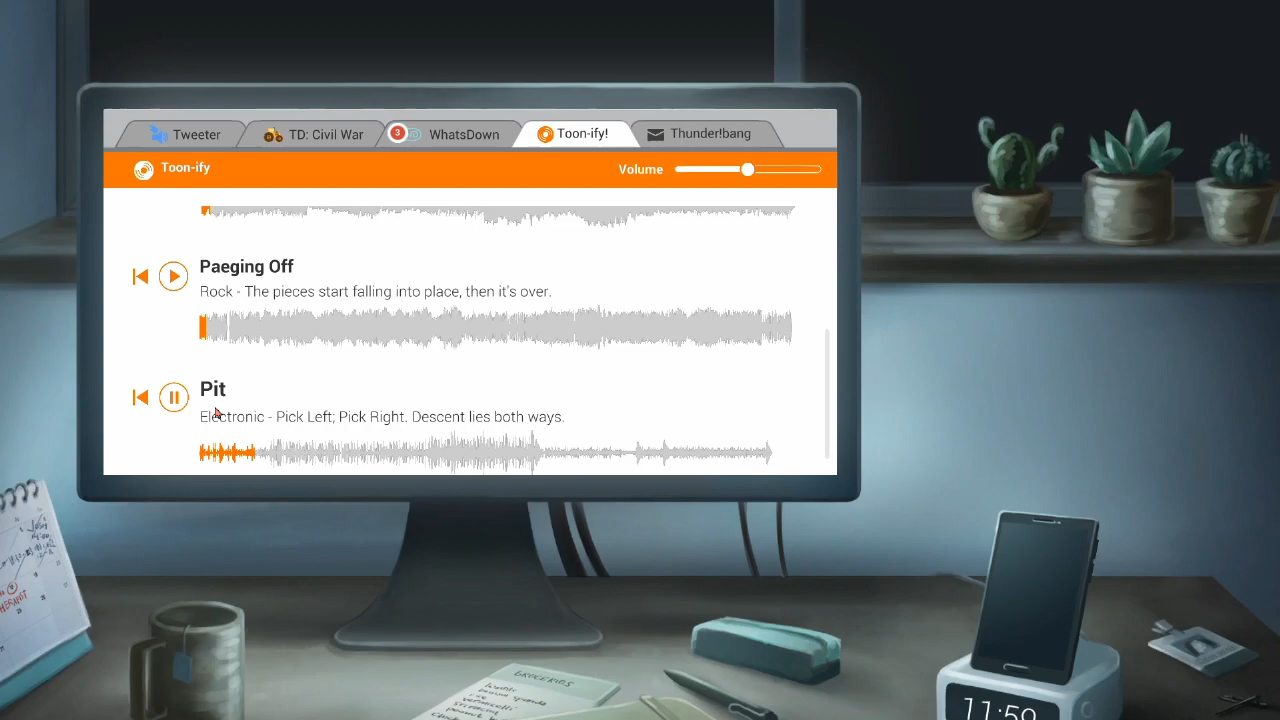 Tweeter
TD: Civil War
3
WhatsDown
Toon-ify!
Thunder!bang
Toon-ify
Volume
Paeging Off
Rock - The pieces start falling into place, then it's over.
Pit
Electronic - Pick Left; Pick Right. Descent lies both ways.
GROCERIES
11:59